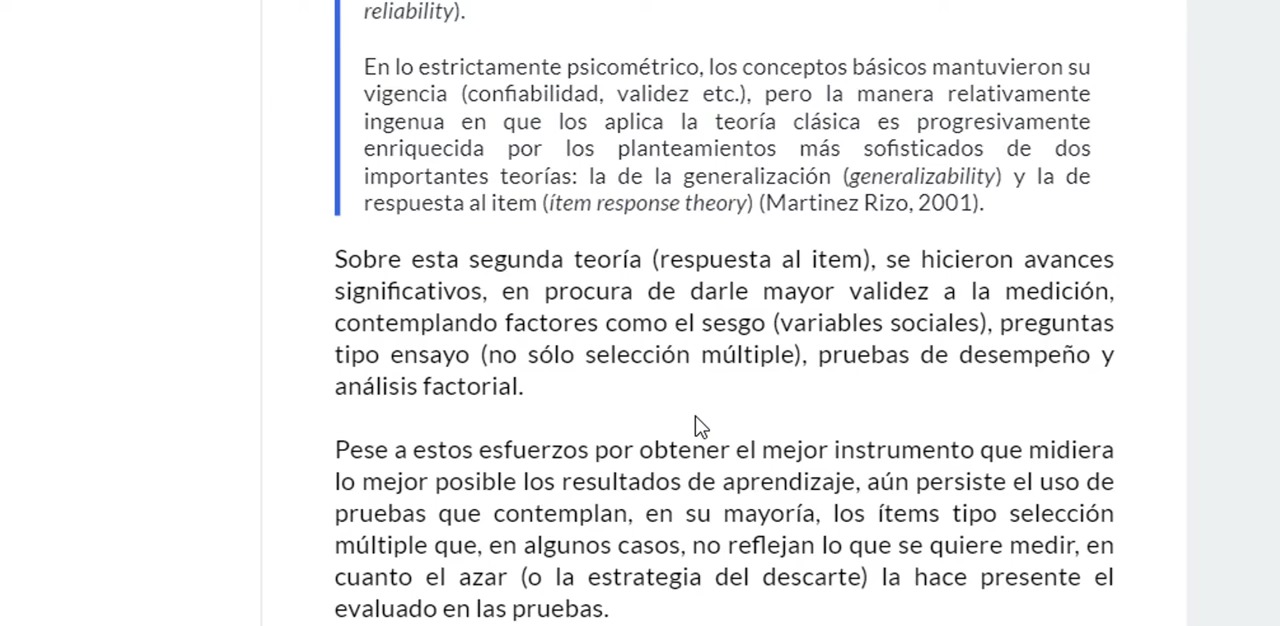 reliability).
En lo estrictamente psicométrico, los conceptos básicos mantuvieron su
vigencia (confiabilidad, validez etc.), pero la manera relativamente
ingenua en que los aplica la teoría clásica es progresivamente
enriquecida por los planteamientos más sofisticados de dos
importantes teorías: la de la generalización (generalizability) y la de
respuesta al item (ítem response theory) (Martinez Rizo, 2001).
Sobre esta segunda teoría (respuesta al item), se hicieron avances
significativos, en procura de darle mayor validez a la medición,
contemplando factores como el sesgo (variables sociales), preguntas
tipo ensayo (no sólo selección múltiple), pruebas de desempeño y
análisis factorial.
Pese a estos esfuerzos por obtener el mejor instrumento que midiera
lo mejor posible los resultados de aprendizaje, aún persiste el uso de
pruebas que contemplan, en su mayoría, los ítems tipo selección
múltiple que, en algunos casos, no reflejan lo que se quiere medir, en
cuanto el azar (o la estrategia del descarte) la hace presente el
evaluado en las pruebas.